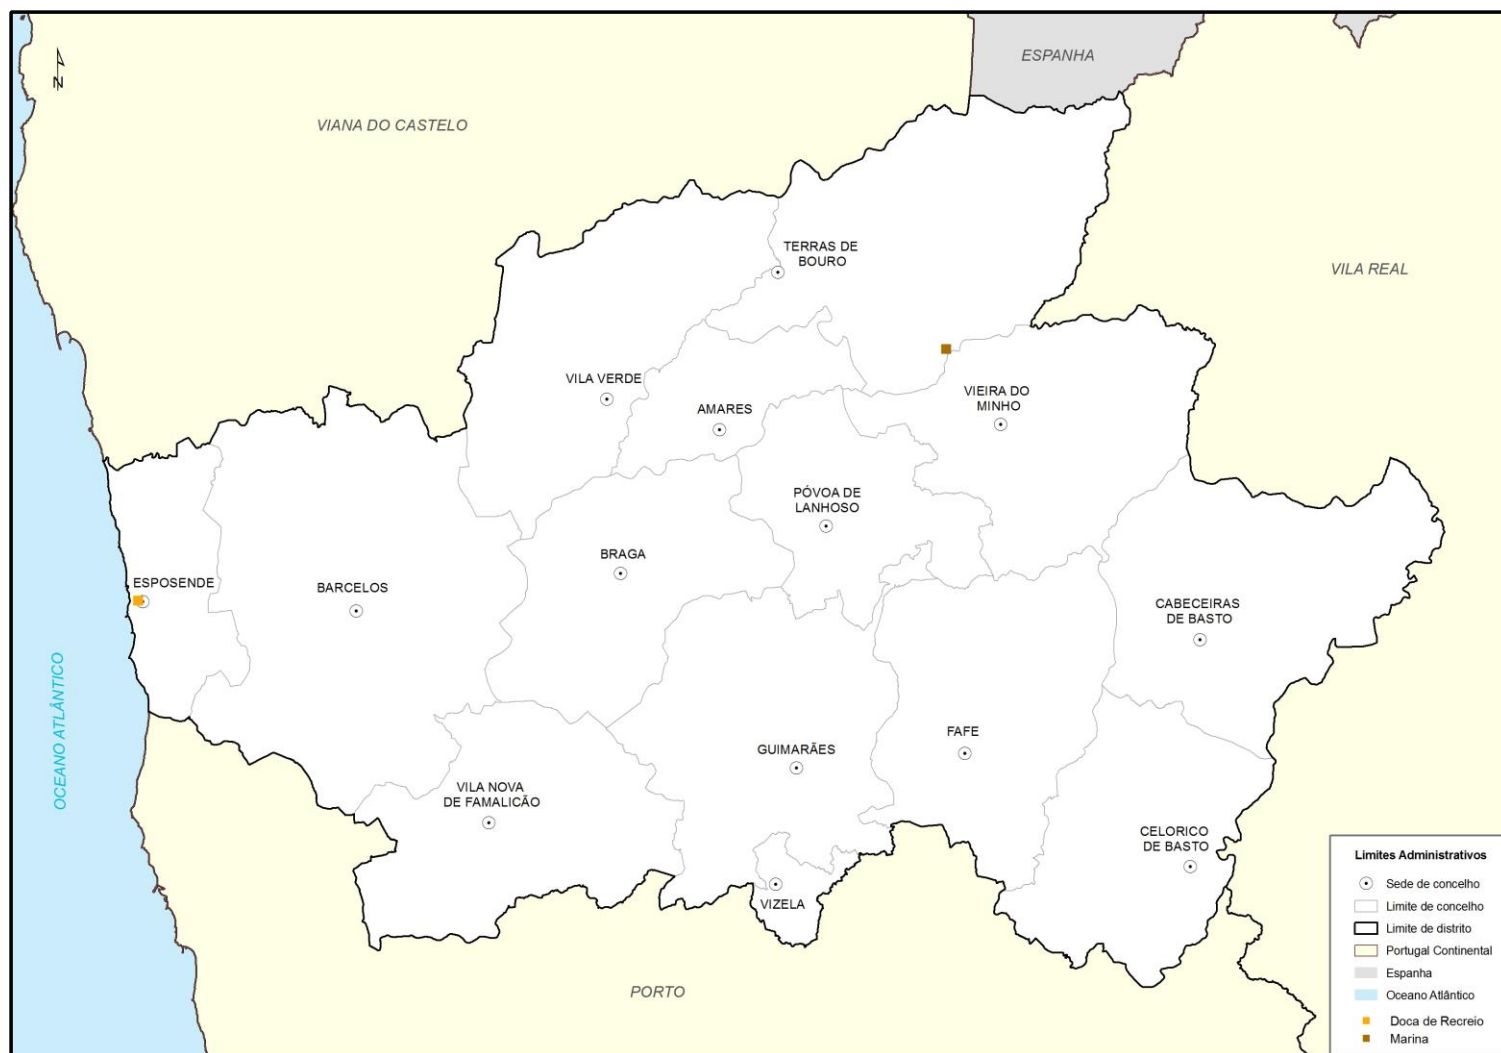 ESPANHA
VIANA DO CASTELO
N
TERRAS DE
BOURO
VILA REAL
VILA VERDE
AMARES
VIEIRA DO
MINHO
PÓVOA DE
LANHOSO
BRAGA
ESPOSENDE
BARCELOS
CABECEIRAS
DE BASTO
OCEANO ATLÂNTICO
GUIMARÃES
FAFE
VILA NOVA
DE FAMALICÃO
CELORICO
DE BASTO
VIZELA
PORTO
Limites Administrativos
Sede de concelho
Limite de concelho
Limite de distrito
Portugal Continental
Espanha
Oceano Atlântico
Doca de Recreio
Marina